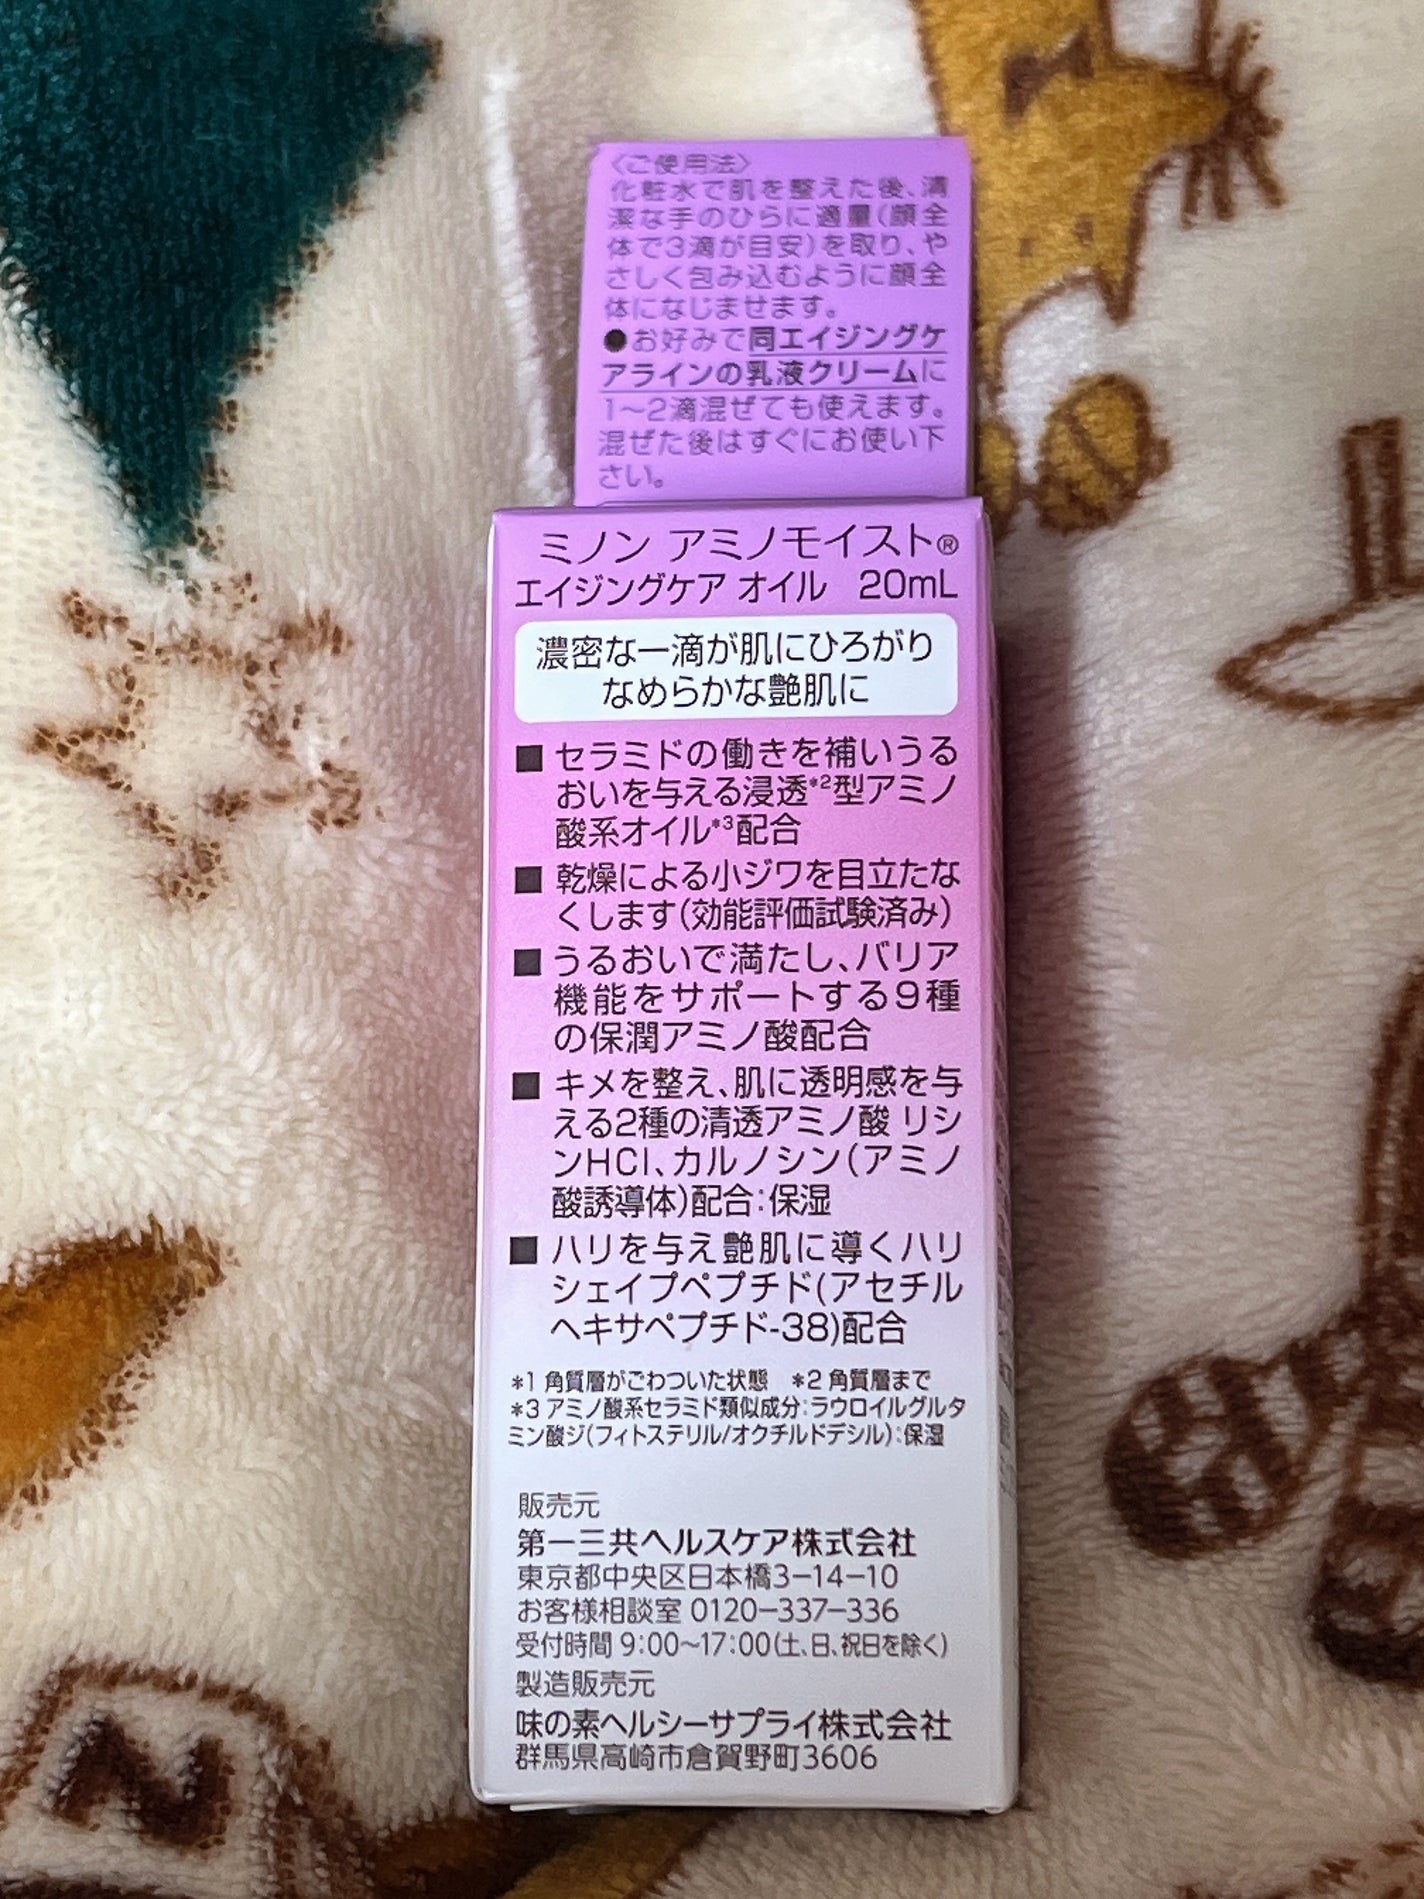 〈ご使用法〉
化粧水で肌を整えた後、清
潔な手のひらに適量(顔全
体で3滴が目安)を取り、や
さしく包み込むように顔全
体になじませます。
●お好みで同エイジングケ
アラインの乳液クリームに
1〜2滴混ぜても使えます。
混ぜた後はすぐにお使い下
さい。
ミノン アミノモイスト®
エイジングケア オイル 20mL
濃密な一滴が肌にひろがり
なめらかな艶肌に
■ セラミドの働きを補いうる
おいを与える浸透*2型アミノ
酸系オイル*3配合
■ 乾燥による小ジワを目立たな
くします(効能評価試験済み)
■ うるおいで満たし、バリア
機能をサポートする9種
の保潤アミノ酸配合
■ キメを整え、肌に透明感を与
える2種の清透アミノ酸 リシ
ンHCl、カルノシン(アミノ
酸誘導体)配合:保湿
■ ハリを与え艶肌に導くハリ
シェイプペプチド(アセチル
ヘキサペプチド-38)配合
*1 角質層がごわついた状態 *2 角質層まで
*3 アミノ酸系セラミド類似成分:ラウロイルグルタ
ミン酸ジ(フィトステリル/オクチルドデシル):保湿
販売元
第一三共ヘルスケア株式会社
東京都中央区日本橋3−14−10
お客様相談室 0120−337−336
受付時間 9:00〜17:00(土、日、祝日を除く)
製造販売元
味の素ヘルシーサプライ株式会社
群馬県高崎市倉賀野町3606